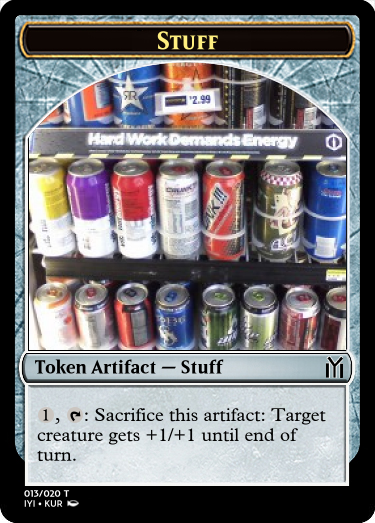 Stuff
$2.99
Hard Work Demands Energy
Token Artifact — Stuff
1, T: Sacrifice this artifact: Target
creature gets +1/+1 until end of
turn.
013/020 T
IYI • KUR